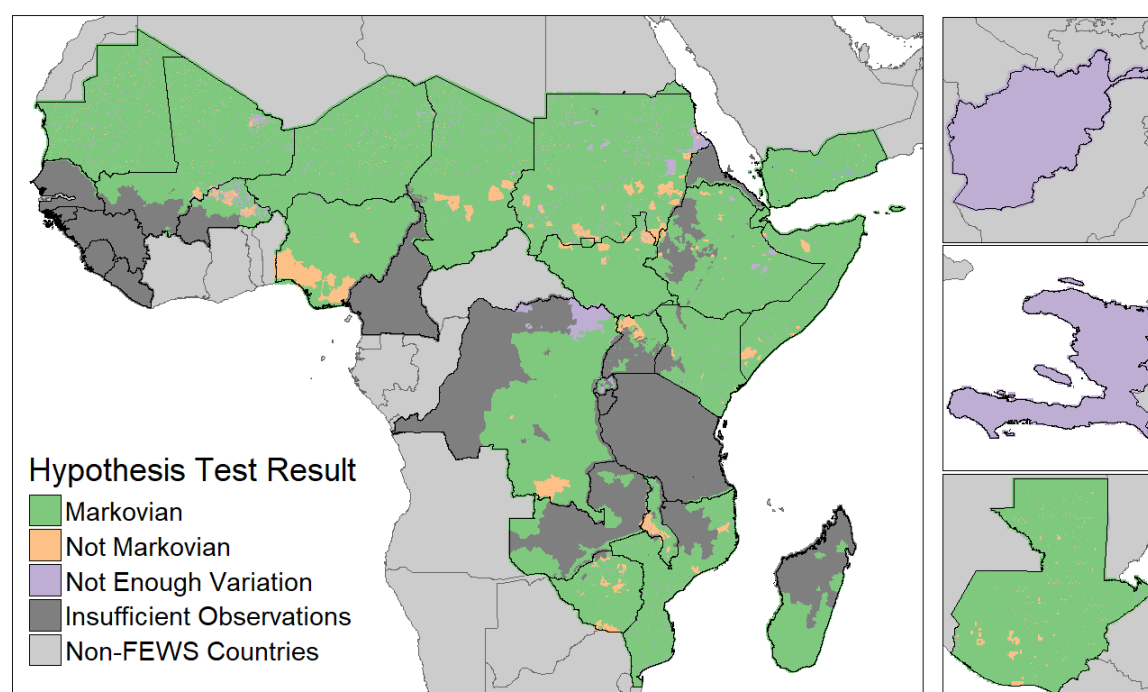 Hypothesis Test Result
Markovian
Not Markovian
Not Enough Variation
Insufficient Observations
Non-FEWS Countries